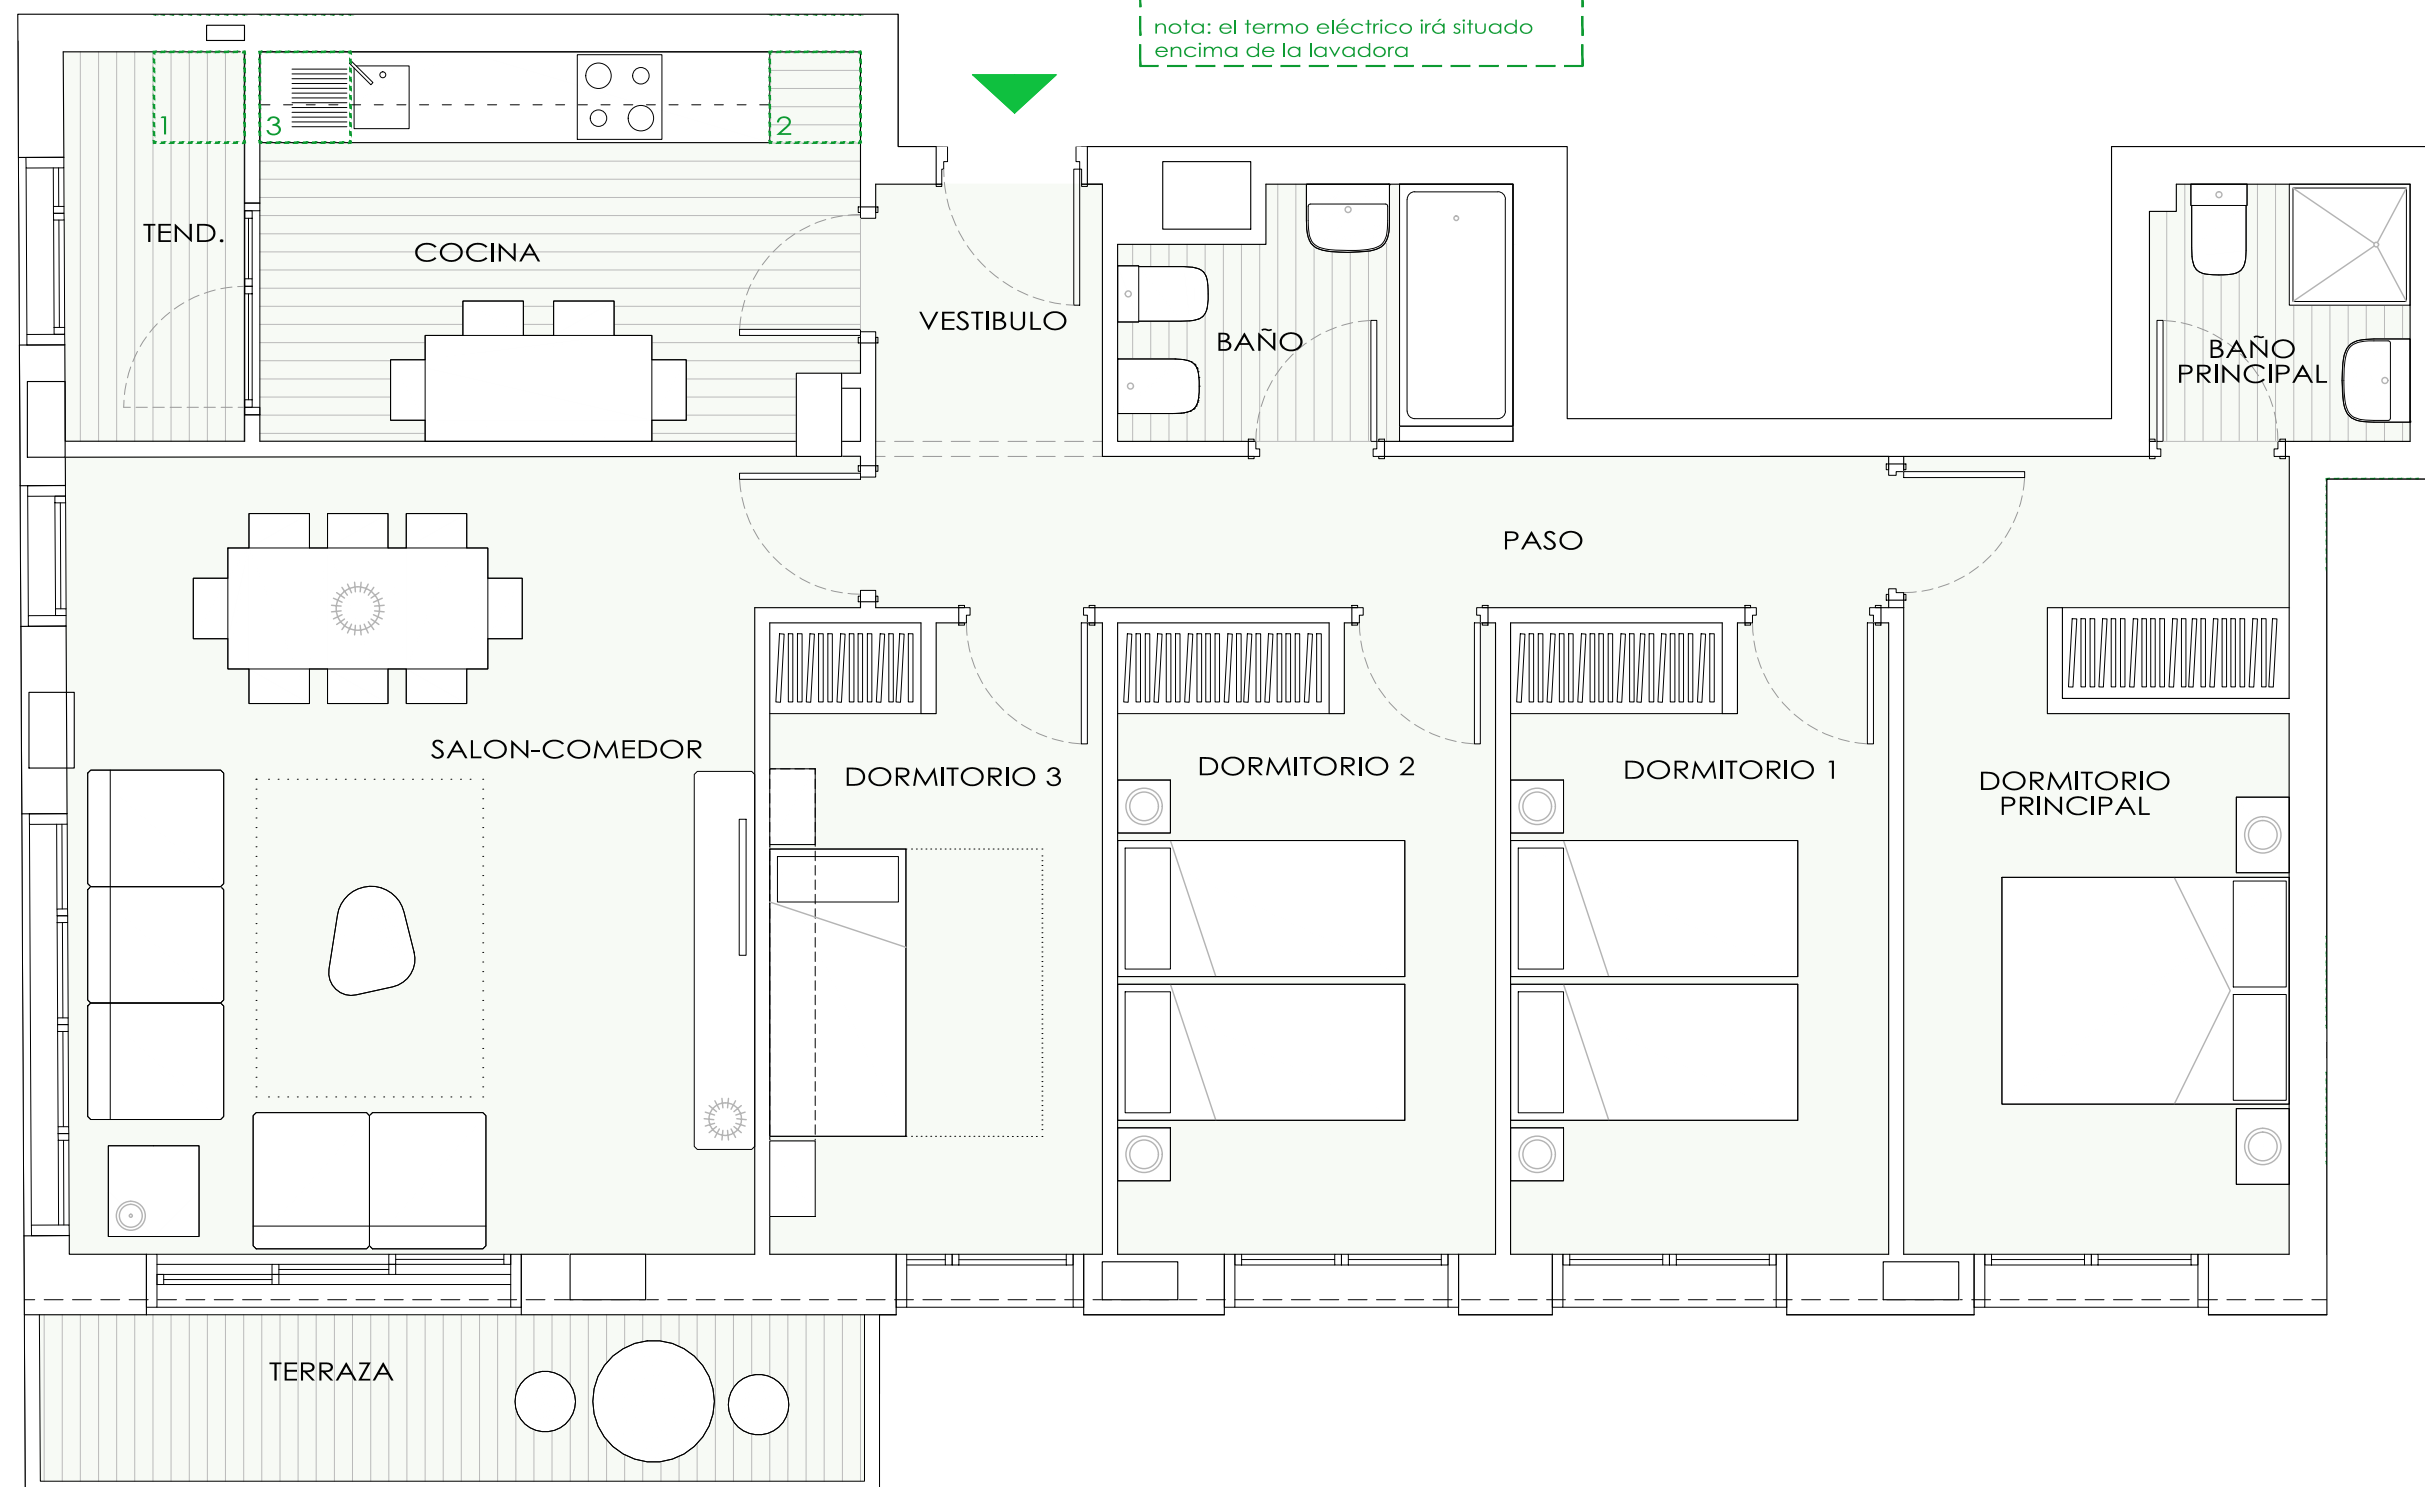 nota: el termo eléctrico irá situado
encima de la lavadora
1
3
2
TEND.
COCINA
VESTIBULO
BAÑO
BAÑO
PRINCIPAL
PASO
SALON-COMEDOR
DORMITORIO 3
DORMITORIO 2
DORMITORIO 1
DORMITORIO
PRINCIPAL
TERRAZA